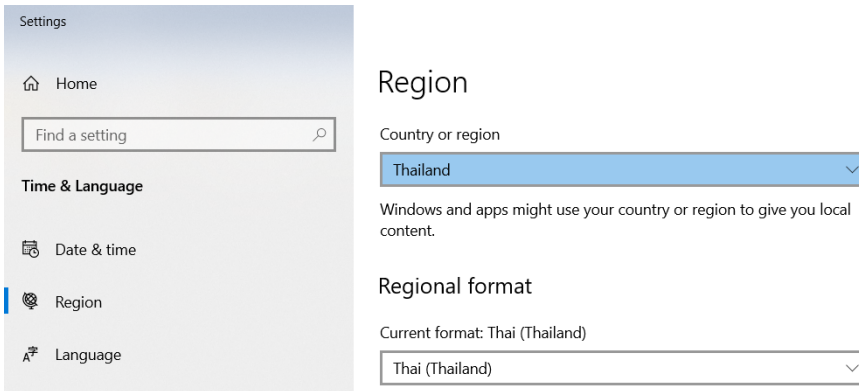 Settings
Home
Find a setting
Time & Language
Date & time
Region
Language
Region
Country or region
Thailand
Windows and apps might use your country or region to give you local
content.
Regional format
Current format: Thai (Thailand)
Thai (Thailand)